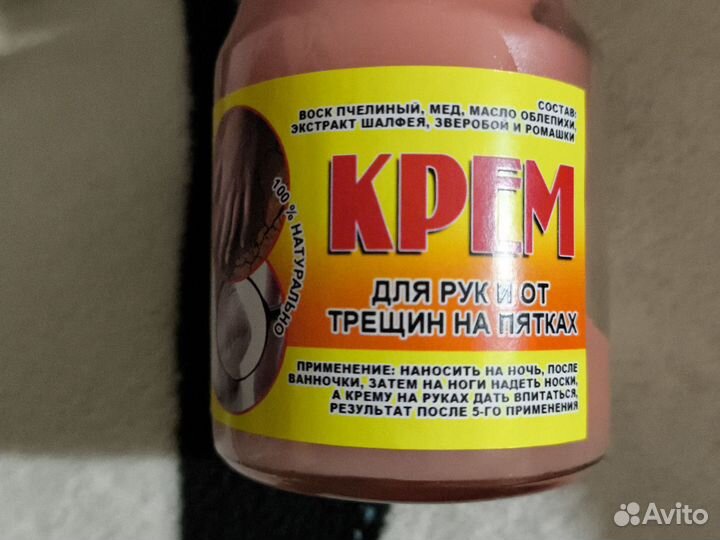 СОСТАВ:
ВОСК ПЧЕЛИНЫЙ, МЕД, МАСЛО ОБЛЕПИХИ,
ЭКСТРАКТ ШАЛФЕЯ, ЗВЕРОБОЙ И РОМАШКИ
100 % НАТУРАЛЬНО
КРЕМ
ДЛЯ РУК И ОТ
ТРЕЩИН НА ПЯТКАХ
ПРИМЕНЕНИЕ: НАНОСИТЬ НА НОЧЬ, ПОСЛЕ
ВАННОЧКИ, ЗАТЕМ НА НОГИ НАДЕТЬ НОСКИ,
А КРЕМУ НА РУКАХ ДАТЬ ВПИТАТЬСЯ,
РЕЗУЛЬТАТ ПОСЛЕ 5-ГО ПРИМЕНЕНИЯ
Avito